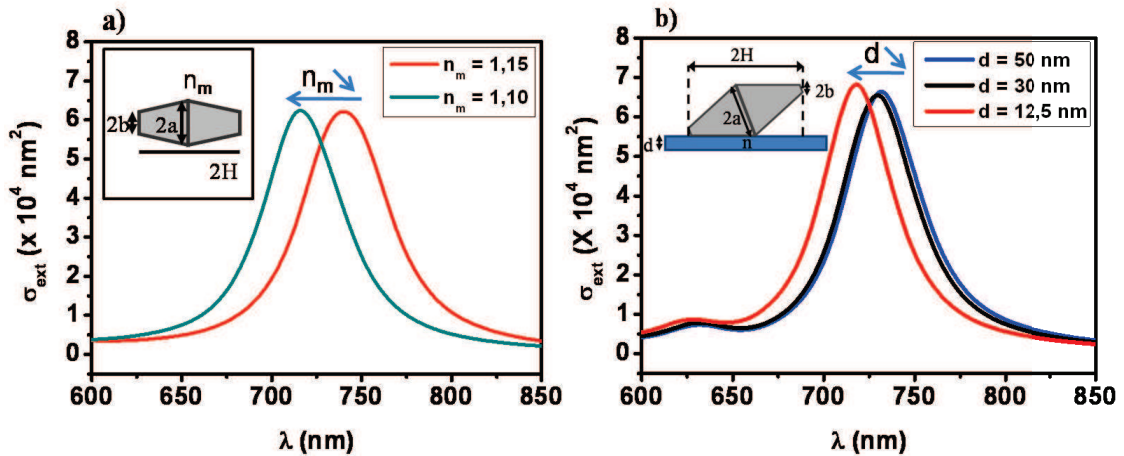 a)
σext (x 10⁴ nm²)
8
7
6
5
4
3
2
1
0
600 650 700 750 800 850
λ (nm)
nm
2b
2a
2H
nm
nm = 1,15
nm = 1,10
b)
σext (X 10⁴ nm²)
8
7
6
5
4
3
2
1
0
600 650 700 750 800 850
λ (nm)
2H
2b
2a
d
n
d
d = 50 nm
d = 30 nm
d = 12,5 nm